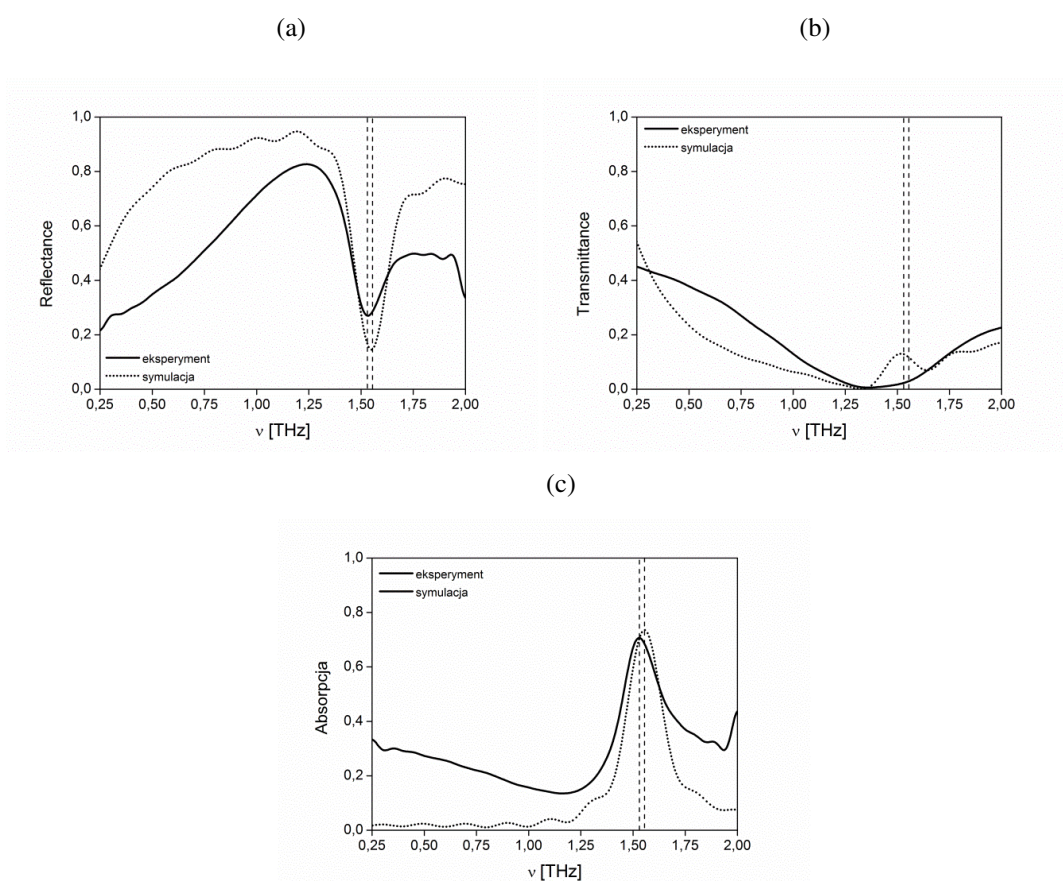 (a)
(b)
1,0
0,8
0,6
0,4
0,2
0,0
Reflectance
eksperyment
symulacja
0,25 0,50 0,75 1,00 1,25 1,50 1,75 2,00
ν [THz]
1,0
0,8
0,6
0,4
0,2
0,0
Transmittance
eksperyment
symulacja
0,25 0,50 0,75 1,00 1,25 1,50 1,75 2,00
ν [THz]
(c)
1,0
0,8
0,6
0,4
0,2
0,0
Absorpcja
eksperyment
symulacja
0,25 0,50 0,75 1,00 1,25 1,50 1,75 2,00
ν [THz]